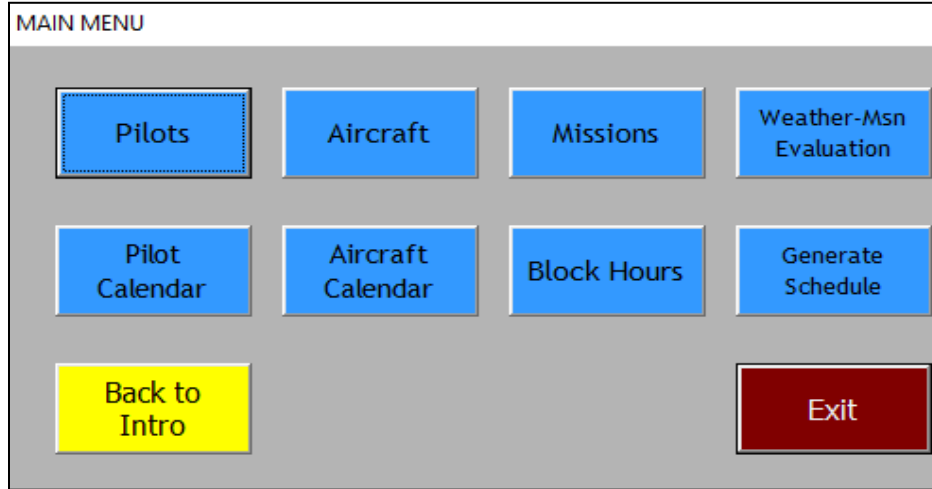 MAIN MENU
Pilots
Aircraft
Missions
Weather-Msn
Evaluation
Pilot
Calendar
Aircraft
Calendar
Block Hours
Generate
Schedule
Back to
Intro
Exit